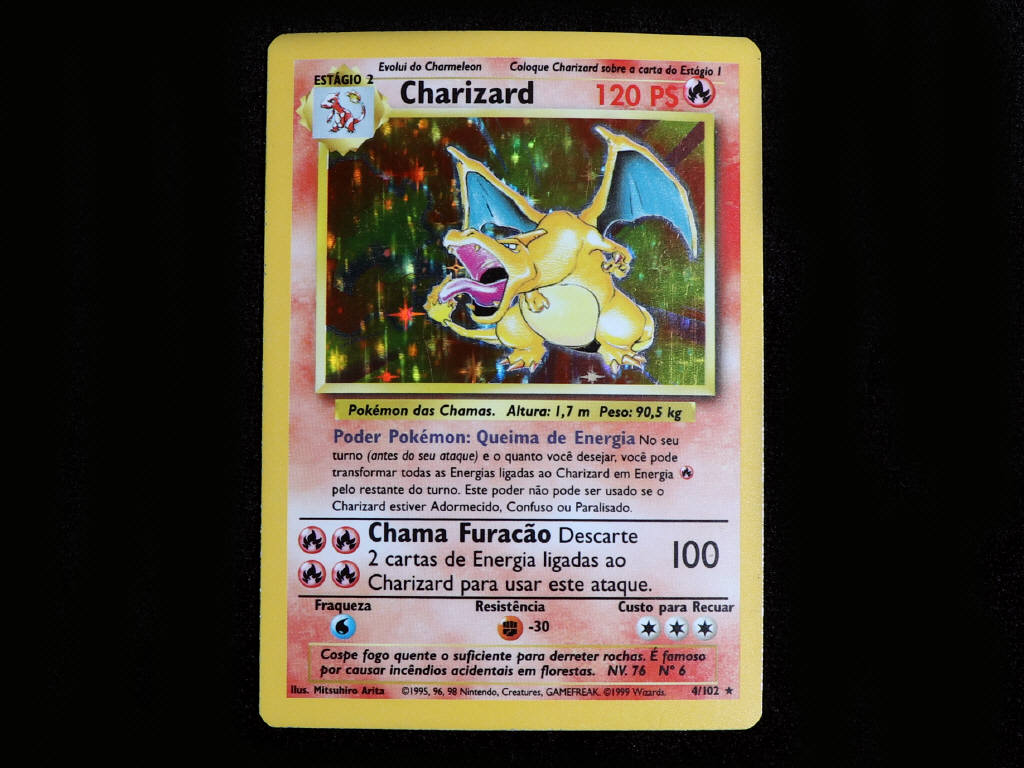 Evolui do Charmeleon Coloque Charizard sobre a carta do Estágio 1
ESTÁGIO 2
Charizard 120 PS
Pokémon das Chamas. Altura: 1,7 m Peso: 90,5 kg
Poder Pokémon: Queima de Energia No seu
turno (antes do seu ataque) e o quanto você desejar, você pode
transformar todas as Energias ligadas ao Charizard em Energia
pelo restante do turno. Este poder não pode ser usado se o
Charizard estiver Adormecido, Confuso ou Paralisado.
Chama Furacão Descarte
2 cartas de Energia ligadas ao
Charizard para usar este ataque.
100
Fraqueza Resistência Custo para Recuar
-30
Cospe fogo quente o suficiente para derreter rochas. É famoso
por causar incêndios acidentais em florestas. NV. 76 Nº 6
Ilus. Mitsuhiro Arita ©1995, 96, 98 Nintendo, Creatures, GAMEFREAK. ©1999 Wizards. 4/102 ★